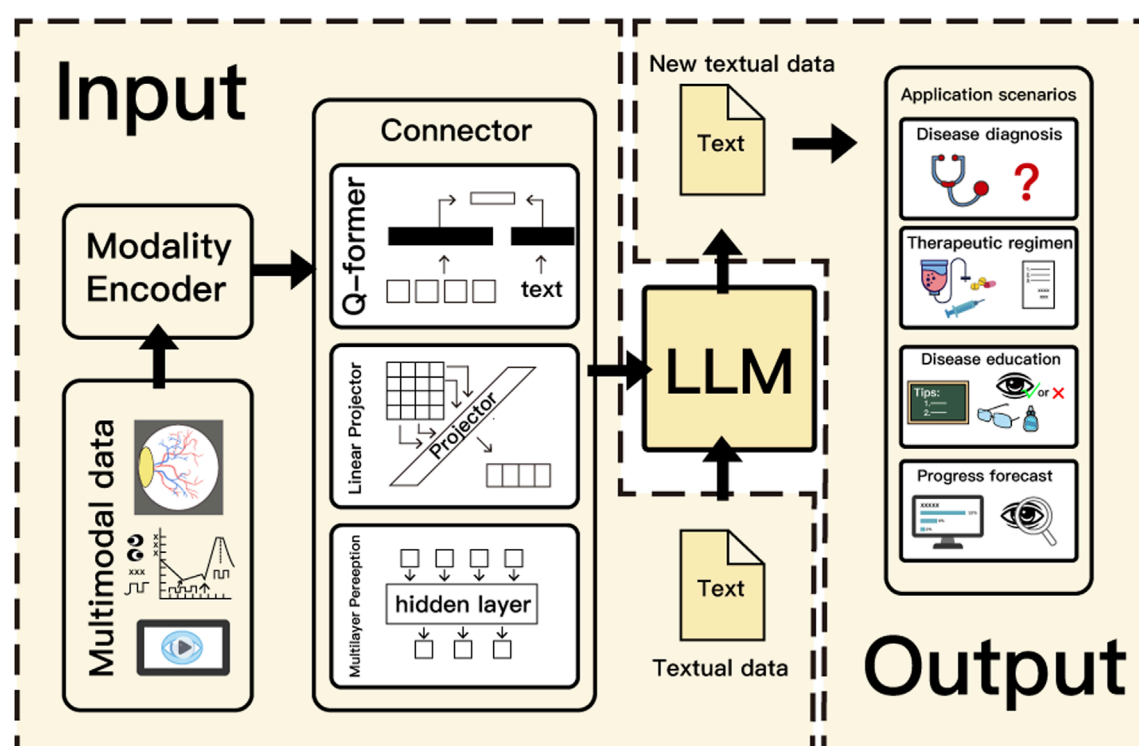 Input
Modality
Encoder
Multimodal data
xxx
x
x
x
Connector
Q-former
text
Linear Projector
Projector
Multilayer Pereeption
hidden layer
New textual data
Text
LLM
Text
Textual data
Application scenarios
Disease diagnosis
?
Therapeutic regimen
Disease education
Tips:
1.
2.
or
Progress forecast
XXXXX
Output